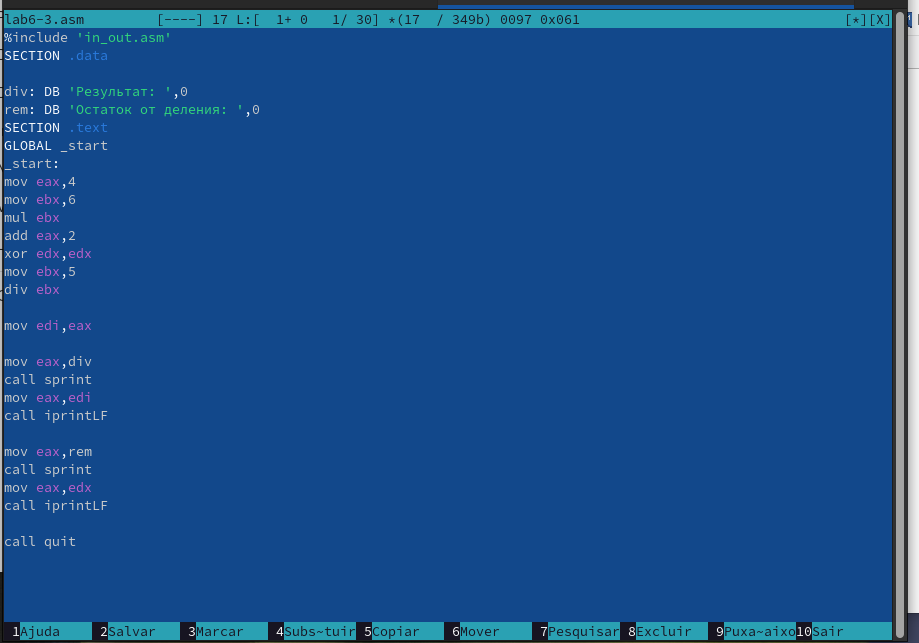 lab6-3.asm [----] 17 L:[ 1+ 0 1/ 30] *(17 / 349b) 0097 0x061 [*][X]
%include 'in_out.asm'
SECTION .data
div: DB 'Результат: ',0
rem: DB 'Остаток от деления: ',0
SECTION .text
GLOBAL _start
_start:
mov eax,4
mov ebx,6
mul ebx
add eax,2
xor edx,edx
mov ebx,5
div ebx
mov edi,eax
mov eax,div
call sprint
mov eax,edi
call iprintLF
mov eax,rem
call sprint
mov eax,edx
call iprintLF
call quit
1Ajuda 2Salvar 3Marcar 4Subs~tuir 5Copiar 6Mover 7Pesquisar 8Excluir 9Puxa~aixo 10Sair